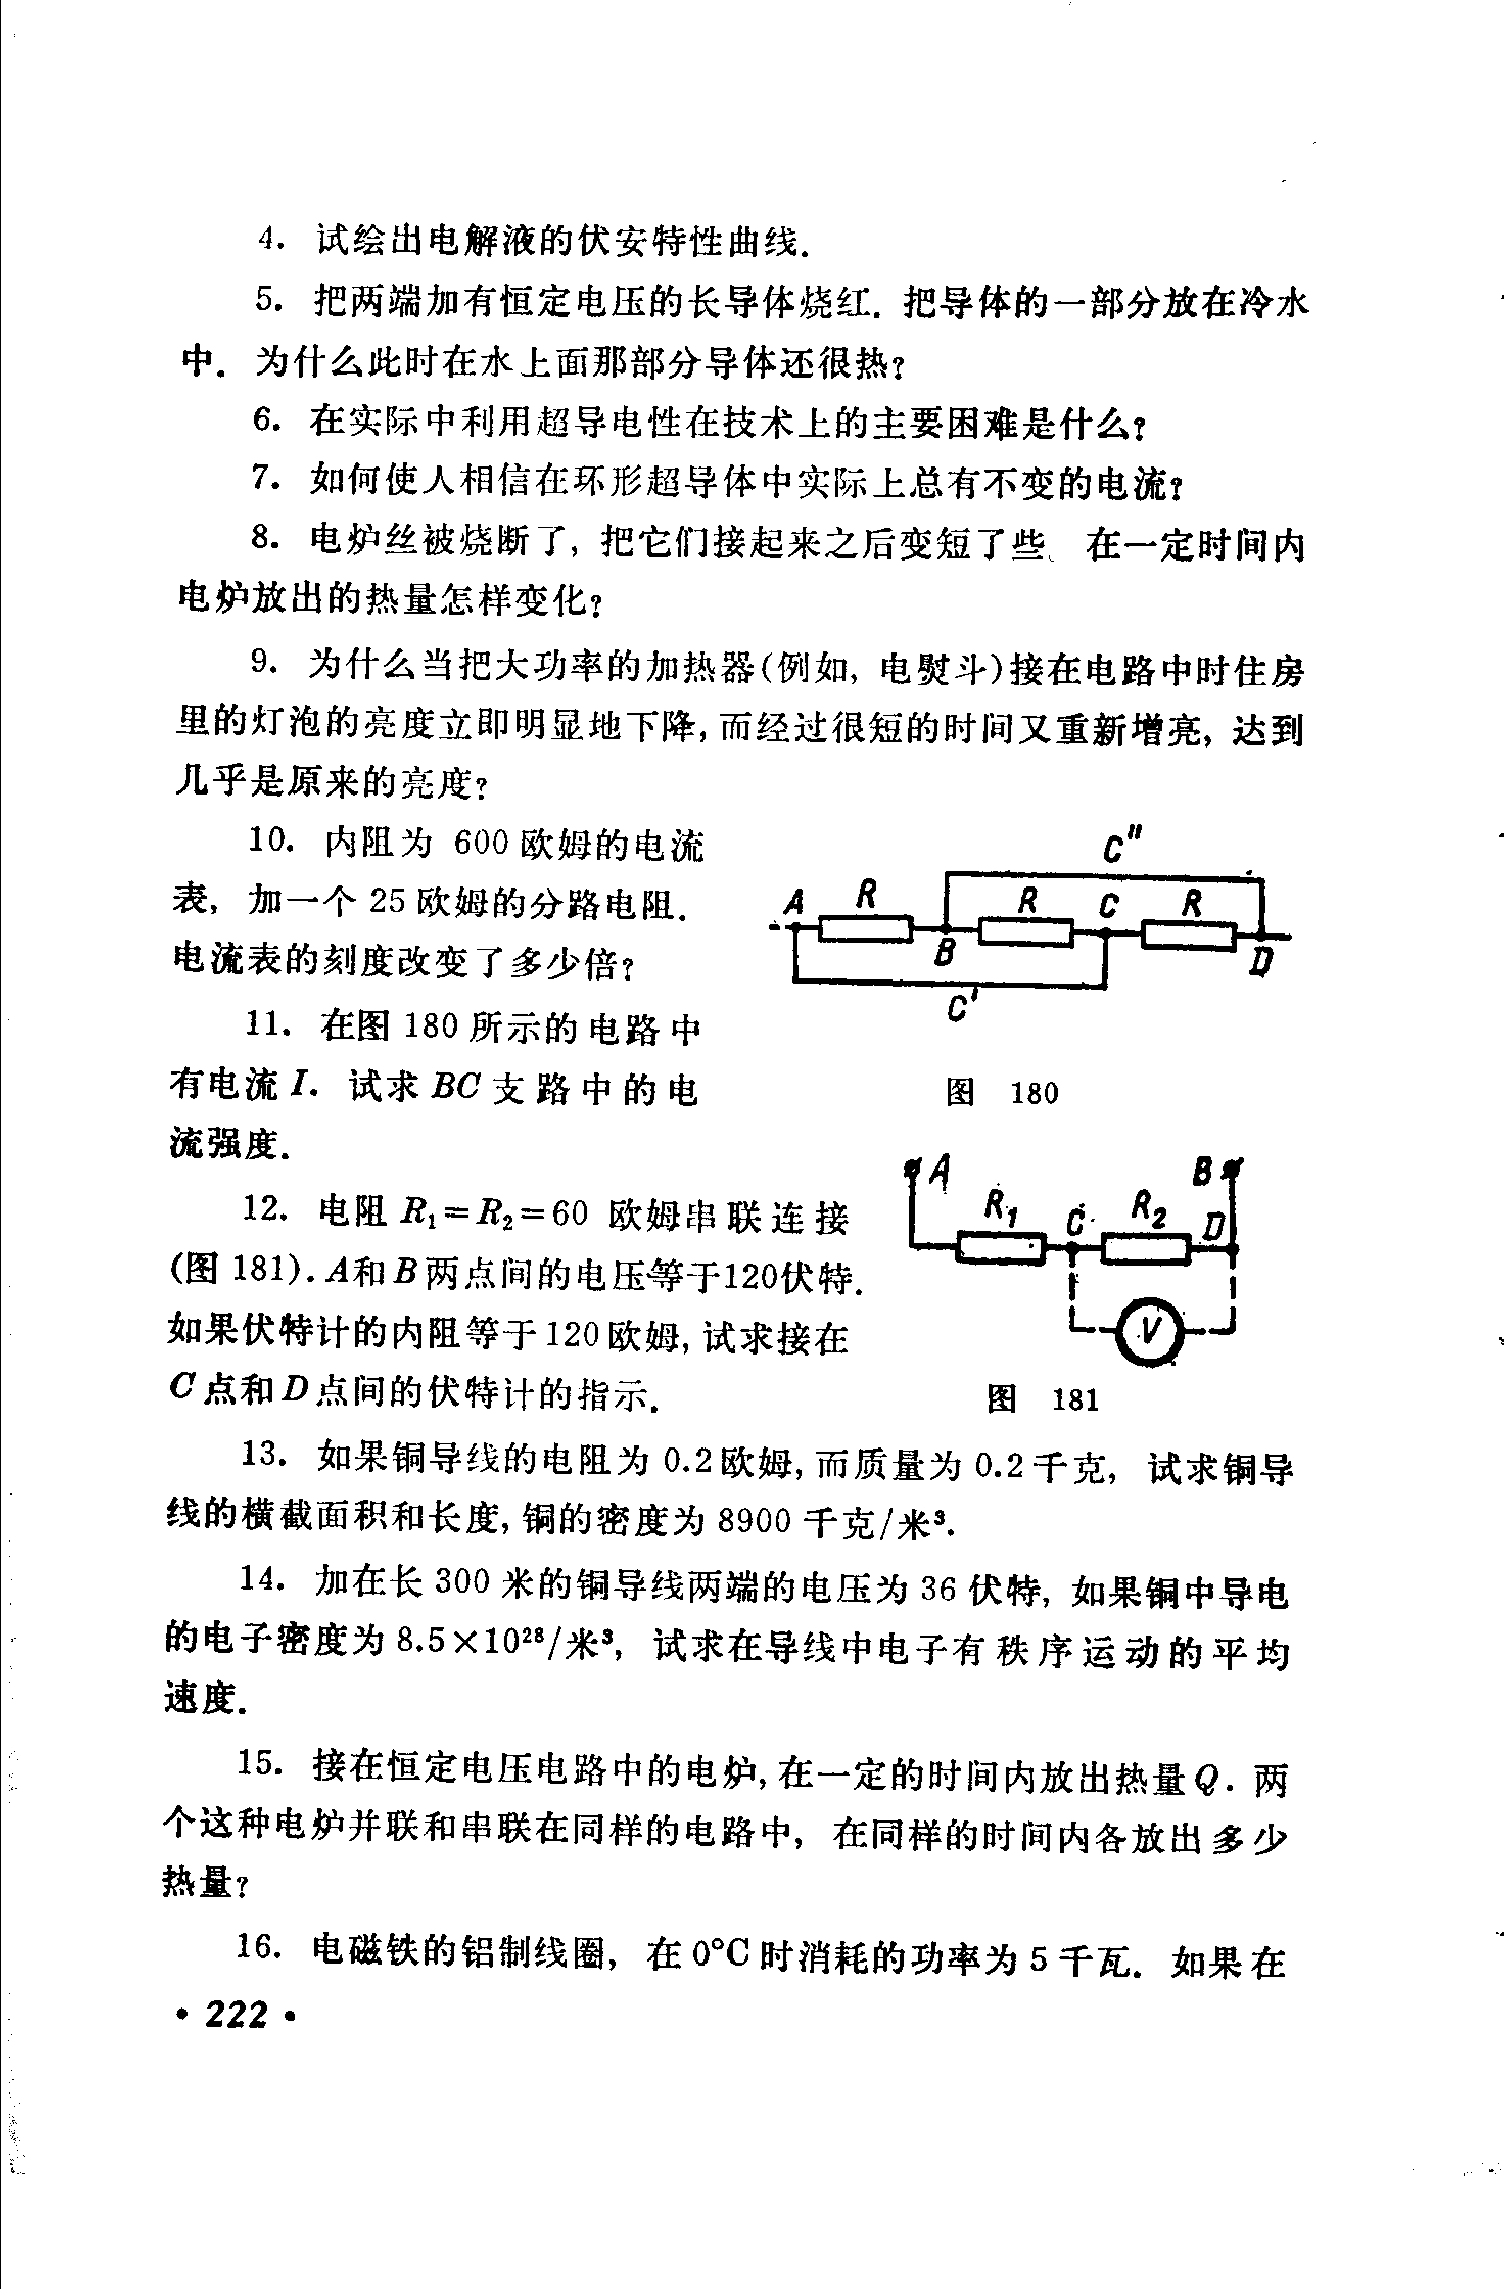 4. 试绘出电解液的伏安特性曲线.
5. 把两端加有恒定电压的长导体烧红. 把导体的一部分放在冷水
中. 为什么此时在水上面那部分导体还很热?
6. 在实际中利用超导电性在技术上的主要困难是什么?
7. 如何使人相信在环形超导体中实际上总有不变的电流?
8. 电炉丝被烧断了, 把它们接起来之后变短了些. 在一定时间内
电炉放出的热量怎样变化?
9. 为什么当把大功率的加热器(例如, 电熨斗)接在电路中时住房
里的灯泡的亮度立即明显地下降, 而经过很短的时间又重新增亮, 达到
几乎是原来的亮度?
10. 内阻为 600 欧姆的电流
表, 加一个 25 欧姆的分路电阻.
电流表的刻度改变了多少倍?
11. 在图 180 所示的电路中
有电流 I. 试求 BC 支路中的电
流强度.
C"
A R R C R
B D
C'
图 180
12. 电阻 R₁=R₂=60 欧姆串联连接
(图 181). A和B两点间的电压等于120伏特.
如果伏特计的内阻等于120欧姆, 试求接在
C点和D点间的伏特计的指示.
A B
R₁ C R₂ D
V
图 181
13. 如果铜导线的电阻为 0.2欧姆, 而质量为 0.2 千克, 试求铜导
线的横截面积和长度, 铜的密度为 8900 千克/米³.
14. 加在长 300 米的铜导线两端的电压为 36 伏特, 如果铜中导电
的电子密度为 8.5×10²⁸/米³, 试求在导线中电子有秩序运动的平均
速度.
15. 接在恒定电压电路中的电炉, 在一定的时间内放出热量Q. 两
个这种电炉并联和串联在同样的电路中, 在同样的时间内各放出多少
热量?
16. 电磁铁的铝制线圈, 在 0°C 时消耗的功率为 5 千瓦. 如果在
• 222 •